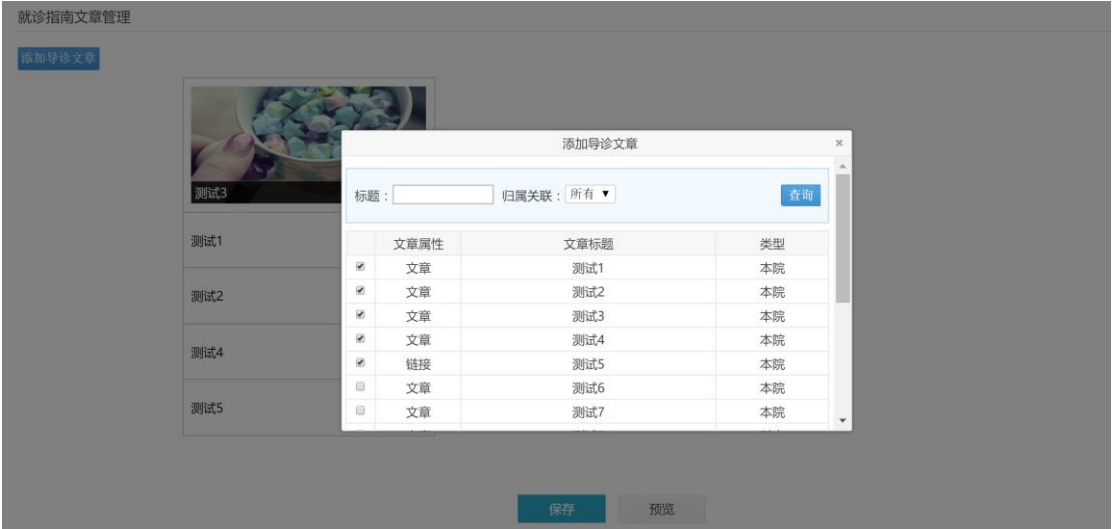 就诊指南文章管理
添加导诊文章
测试3
测试1
测试2
测试4
测试5
添加导诊文章 ×
标题： 归属关联： 所有 查询
文章属性 文章标题 类型
文章 测试1 本院
文章 测试2 本院
文章 测试3 本院
文章 测试4 本院
链接 测试5 本院
文章 测试6 本院
文章 测试7 本院
保存 预览